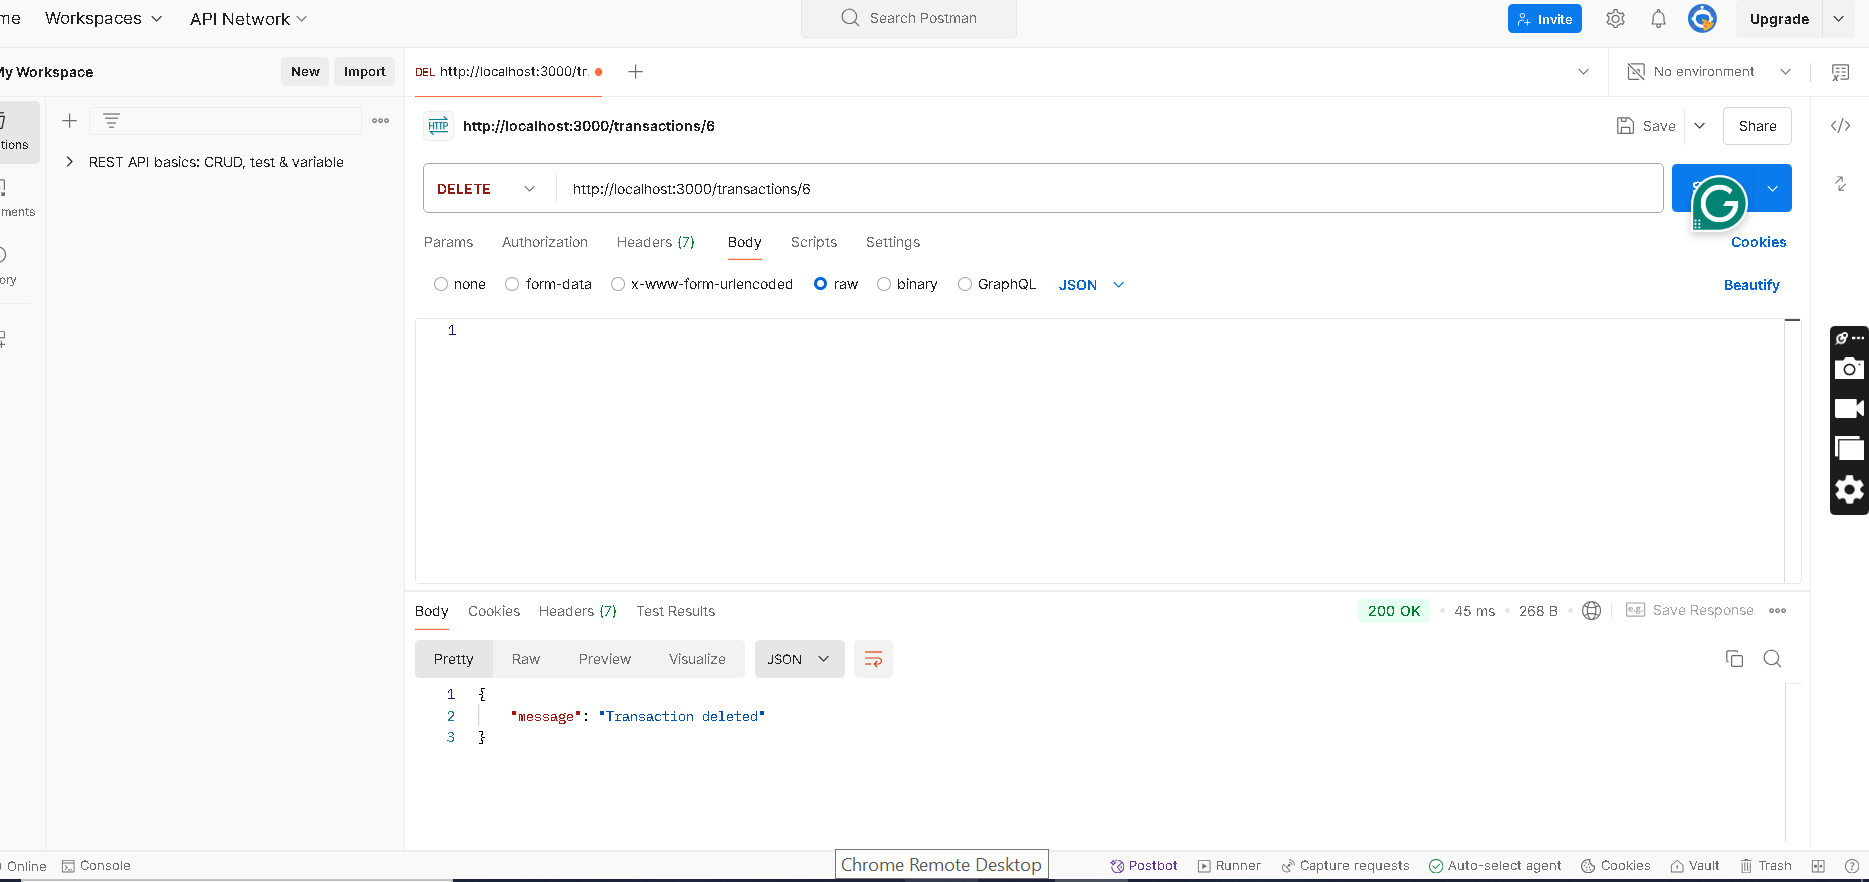 me Workspaces API Network Search Postman Invite Upgrade
My Workspace New Import DEL http://localhost:3000/tr. No environment
HTTP http://localhost:3000/transactions/6 Save Share
tions
REST API basics: CRUD, test & variable
DELETE http://localhost:3000/transactions/6
ments
Params Authorization Headers (7) Body Scripts Settings Cookies
ory
none form-data x-www-form-urlencoded raw binary GraphQL JSON Beautify
1
Body Cookies Headers (7) Test Results 200 OK 45 ms 268 B e.g. Save Response
Pretty Raw Preview Visualize JSON
1 {
2 "message": "Transaction deleted"
3 }
Online Console Chrome Remote Desktop Postbot Runner Capture requests Auto-select agent Cookies Vault Trash